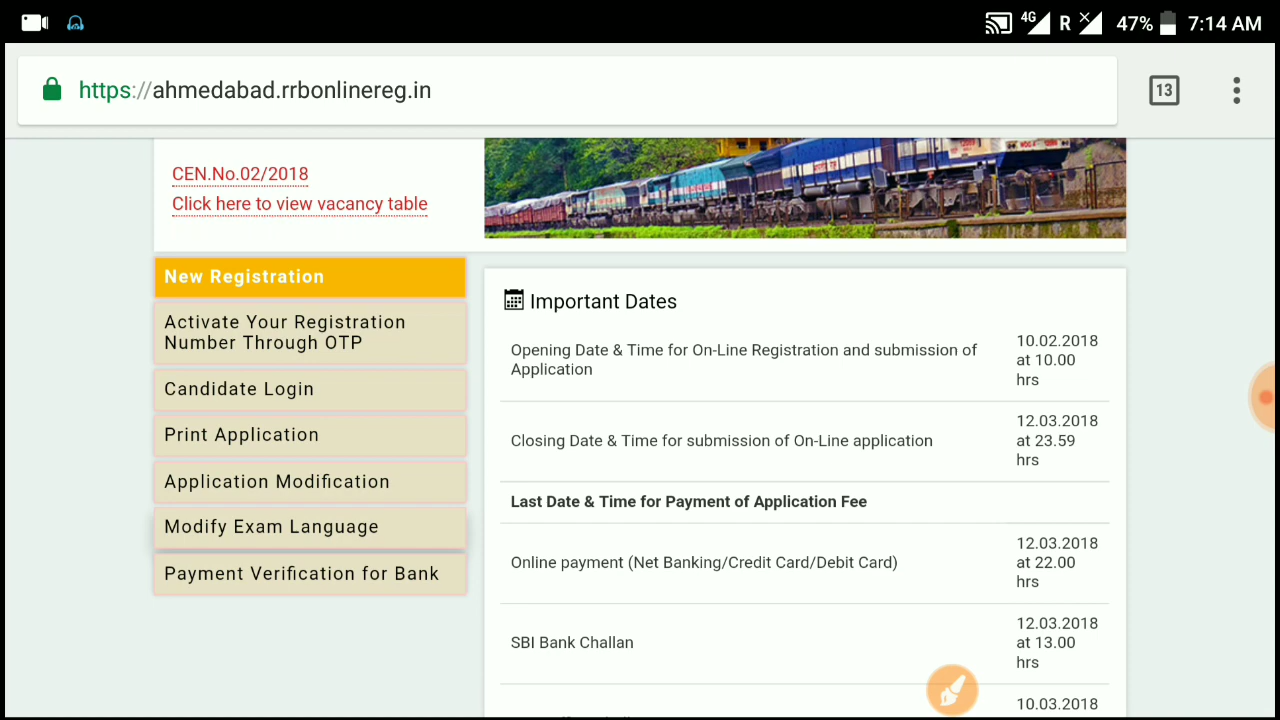 4G
R
47%
7:14 AM
https://ahmedabad.rrbonlinereg.in
13
CEN.No.02/2018
Click here to view vacancy table
New Registration
Activate Your Registration
Number Through OTP
Candidate Login
Print Application
Application Modification
Modify Exam Language
Payment Verification for Bank
Important Dates
Opening Date & Time for On-Line Registration and submission of
Application
10.02.2018
at 10.00
hrs
Closing Date & Time for submission of On-Line application
12.03.2018
at 23.59
hrs
Last Date & Time for Payment of Application Fee
Online payment (Net Banking/Credit Card/Debit Card)
12.03.2018
at 22.00
hrs
SBI Bank Challan
12.03.2018
at 13.00
hrs
10.03.2018